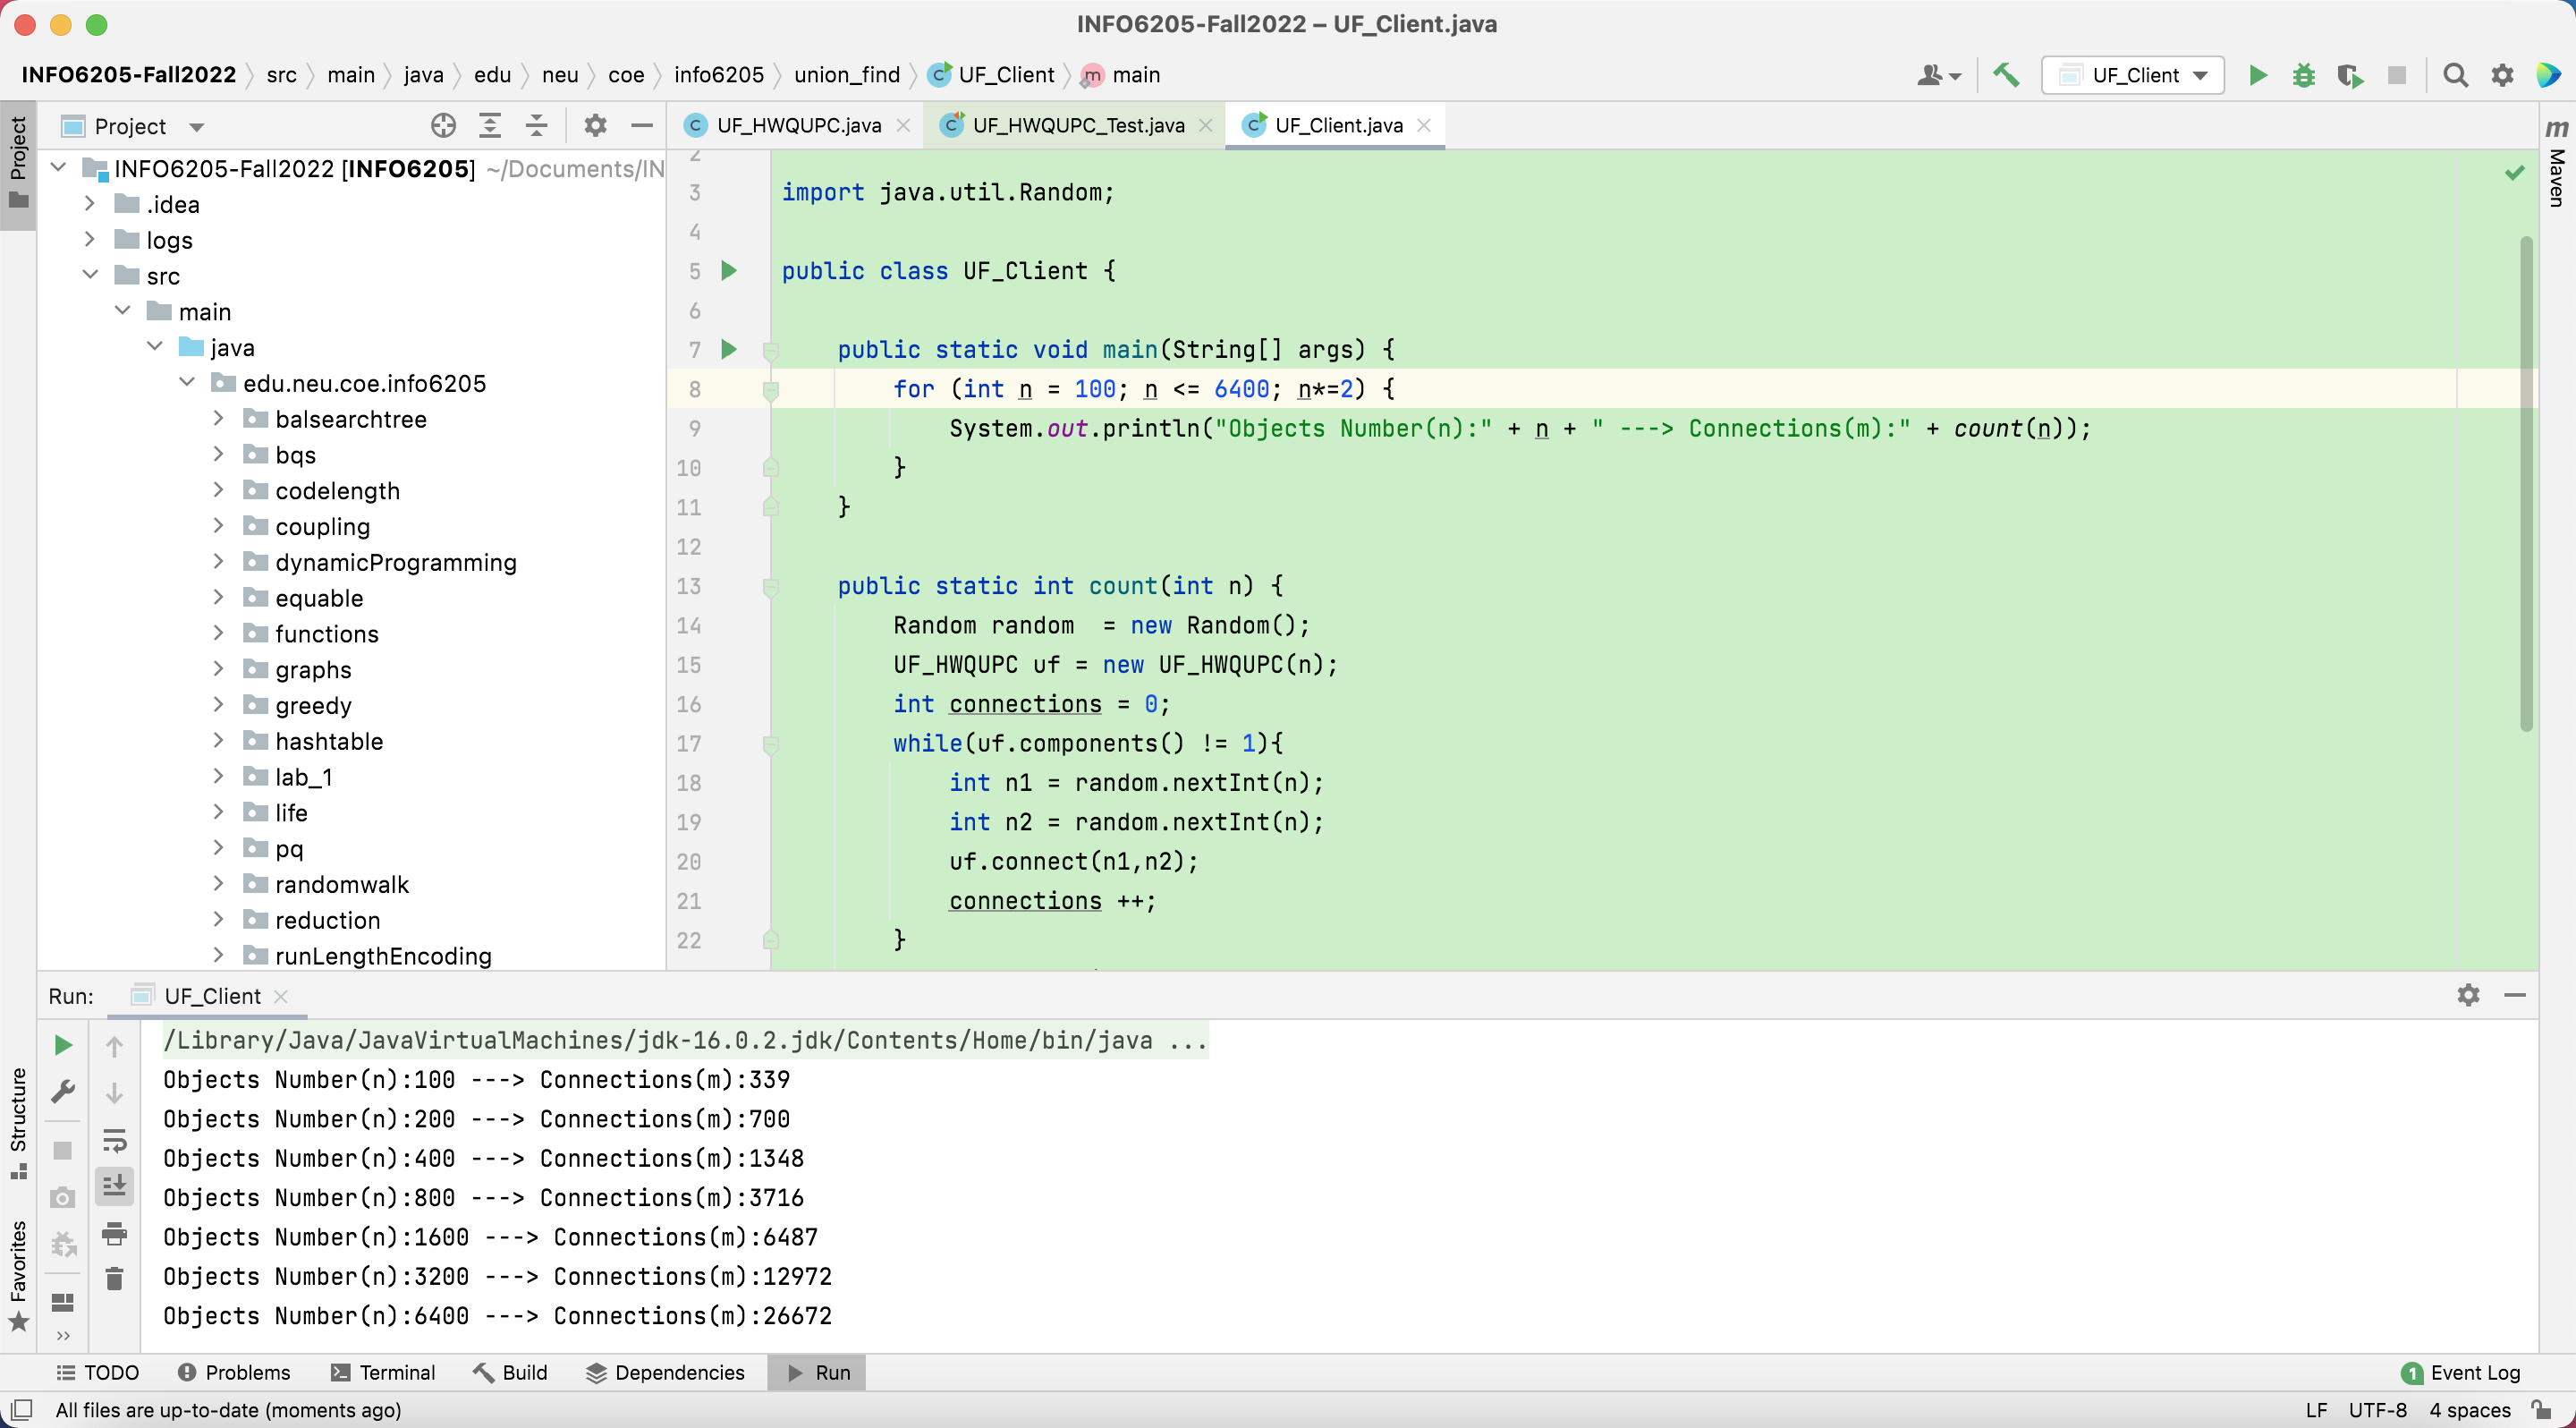 INFO6205-Fall2022 – UF_Client.java
INFO6205-Fall2022 src main java edu neu coe info6205 union_find UF_Client main
UF_Client
Project
UF_HWQUPC.java UF_HWQUPC_Test.java UF_Client.java
Project
Maven
INFO6205-Fall2022 [INFO6205] ~/Documents/IN
.idea
logs
src
main
java
edu.neu.coe.info6205
balsearchtree
bqs
codelength
coupling
dynamicProgramming
equable
functions
graphs
greedy
hashtable
lab_1
life
pq
randomwalk
reduction
runLengthEncoding
2
3 import java.util.Random;
4
5 public class UF_Client {
6
7 public static void main(String[] args) {
8 for (int n = 100; n <= 6400; n*=2) {
9 System.out.println("Objects Number(n):" + n + " ---> Connections(m):" + count(n));
10 }
11 }
12
13 public static int count(int n) {
14 Random random  = new Random();
15 UF_HWQUPC uf = new UF_HWQUPC(n);
16 int connections = 0;
17 while(uf.components() != 1){
18 int n1 = random.nextInt(n);
19 int n2 = random.nextInt(n);
20 uf.connect(n1,n2);
21 connections ++;
22 }
Run: UF_Client
/Library/Java/JavaVirtualMachines/jdk-16.0.2.jdk/Contents/Home/bin/java ...
Objects Number(n):100 ---> Connections(m):339
Objects Number(n):200 ---> Connections(m):700
Objects Number(n):400 ---> Connections(m):1348
Objects Number(n):800 ---> Connections(m):3716
Objects Number(n):1600 ---> Connections(m):6487
Objects Number(n):3200 ---> Connections(m):12972
Objects Number(n):6400 ---> Connections(m):26672
Structure
Favorites
TODO Problems Terminal Build Dependencies Run 1 Event Log
All files are up-to-date (moments ago) LF UTF-8 4 spaces